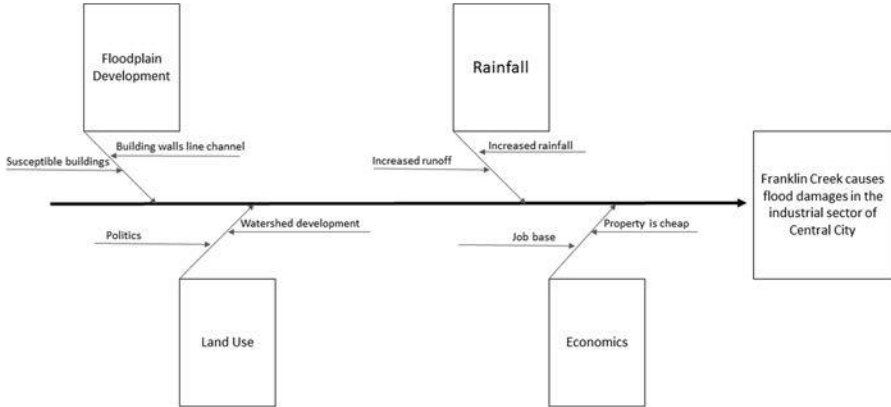 Floodplain
Development
Rainfall
Building walls line channel
Susceptible buildings
Increased rainfall
Increased runoff
Franklin Creek causes
flood damages in the
industrial sector of
Central City
Watershed development
Politics
Property is cheap
Job base
Land Use
Economics